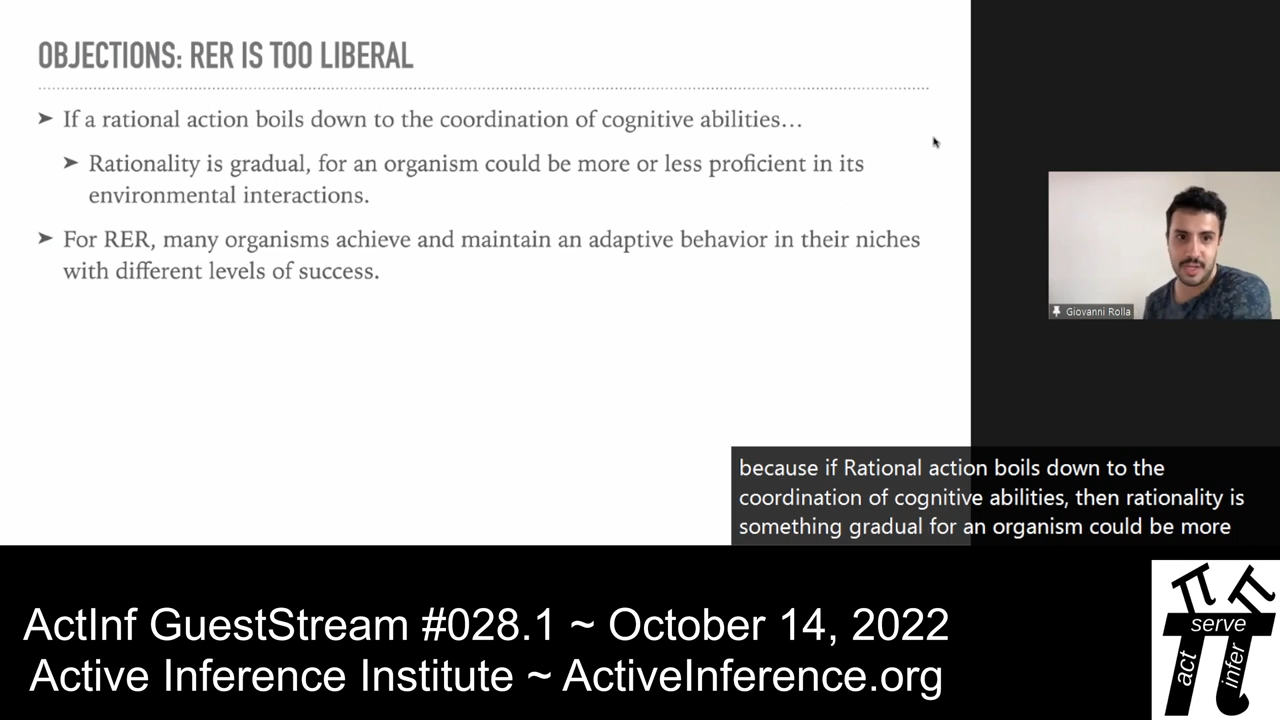 OBJECTIONS: RER IS TOO LIBERAL
➤ If a rational action boils down to the coordination of cognitive abilities…
➤ Rationality is gradual, for an organism could be more or less proficient in its
environmental interactions.
➤ For RER, many organisms achieve and maintain an adaptive behavior in their niches
with different levels of success.
Giovanni Rolla
because if Rational action boils down to the
coordination of cognitive abilities, then rationality is
something gradual for an organism could be more
ActInf GuestStream #028.1 ~ October 14, 2022
Active Inference Institute ~ ActiveInference.org
serve
act
infer